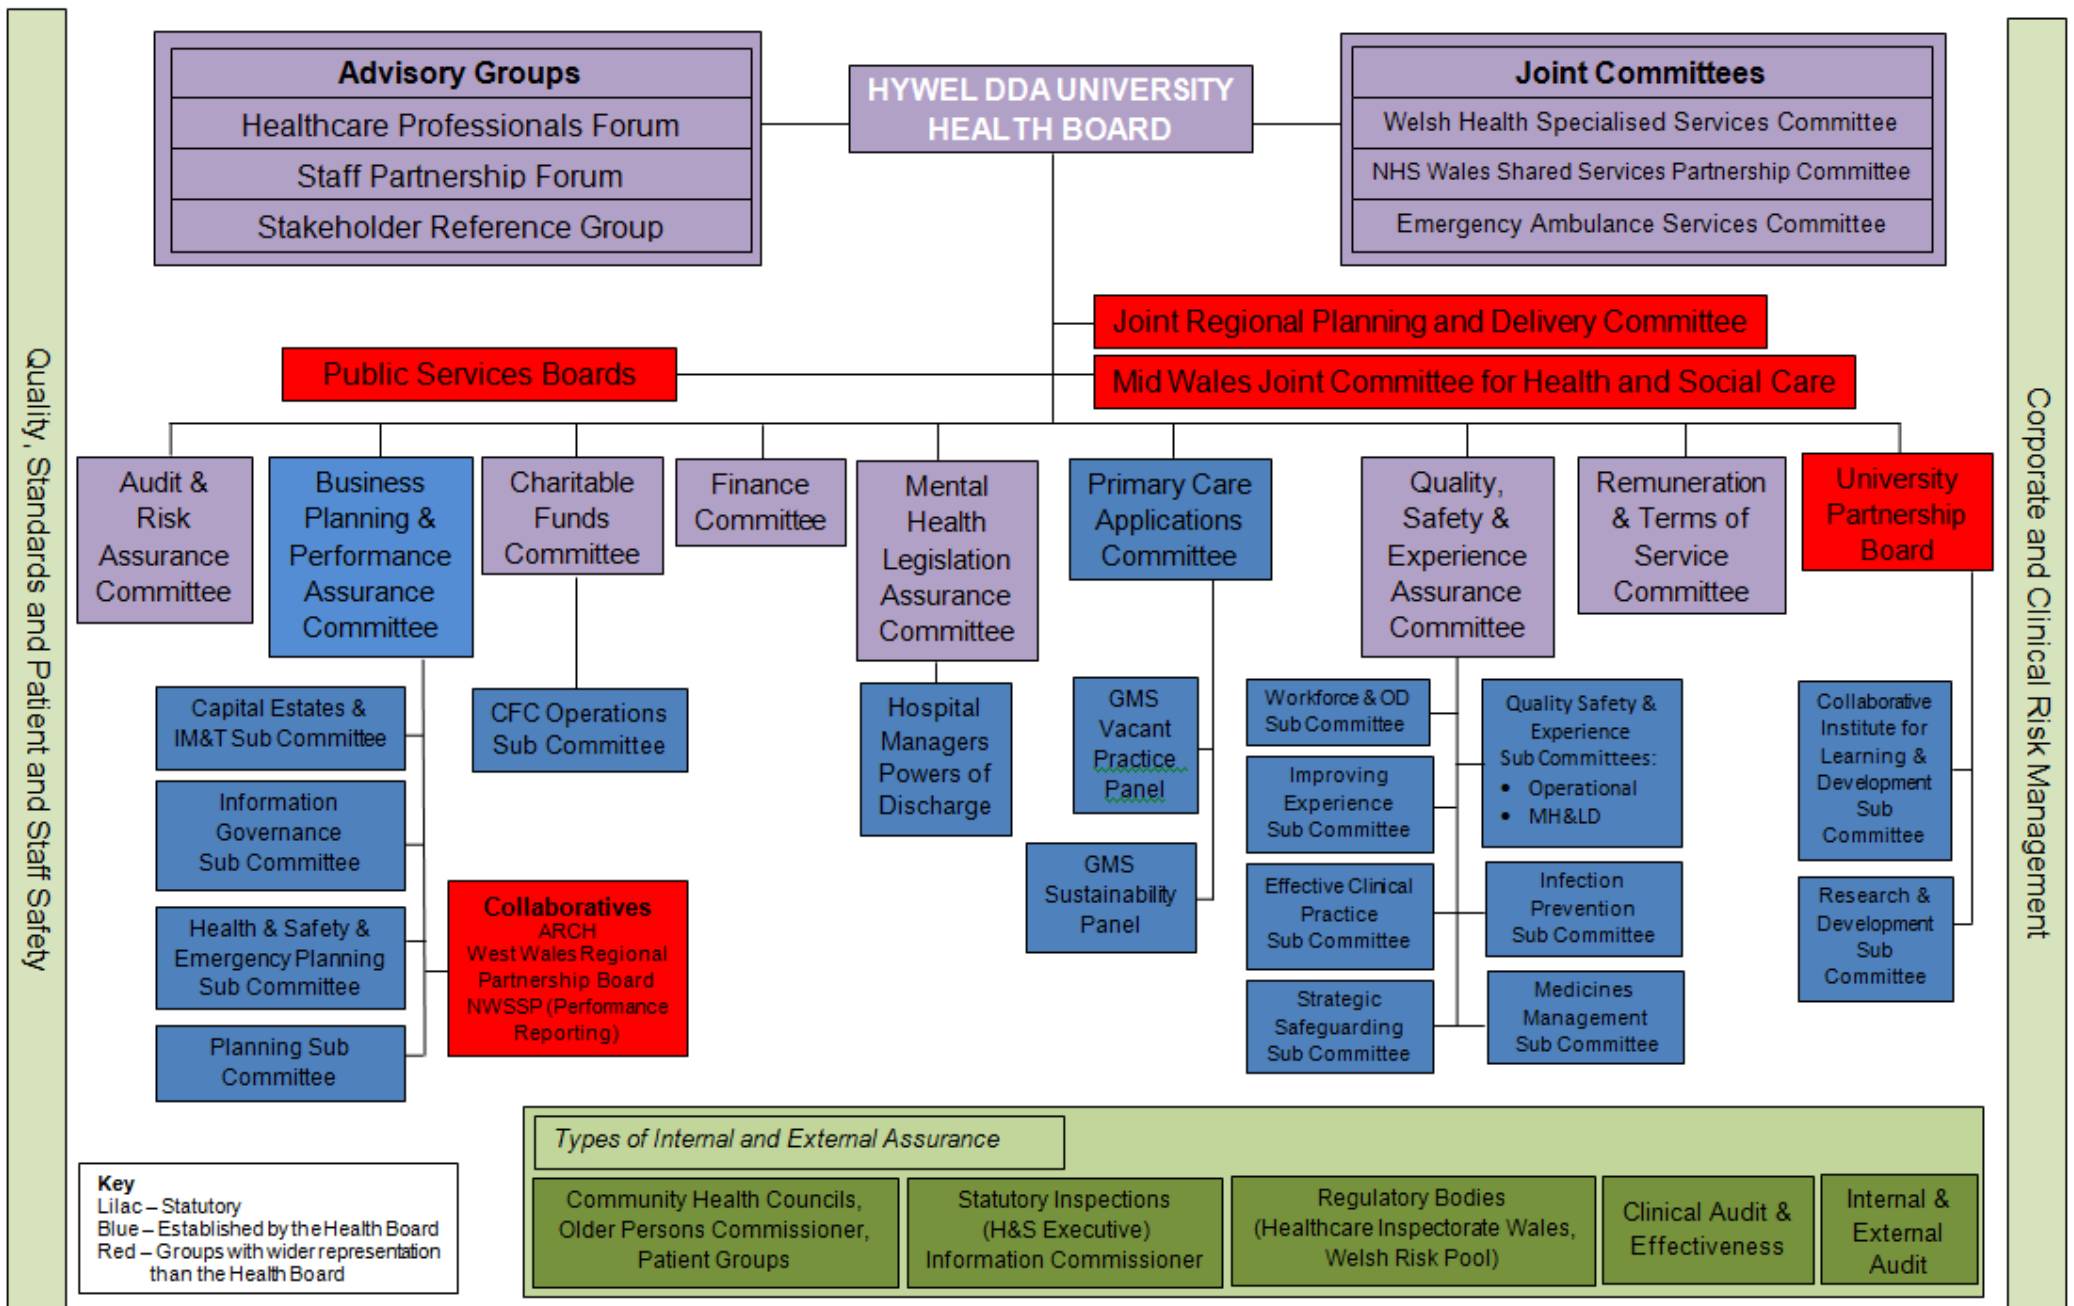 Quality, Standards and Patient and Staff Safety
Advisory Groups
Healthcare Professionals Forum
Staff Partnership Forum
Stakeholder Reference Group
HYWEL DDA UNIVERSITY
HEALTH BOARD
Joint Committees
Welsh Health Specialised Services Committee
NHS Wales Shared Services Partnership Committee
Emergency Ambulance Services Committee
Corporate and Clinical Risk Management
Joint Regional Planning and Delivery Committee
Public Services Boards
Mid Wales Joint Committee for Health and Social Care
Audit &
Risk
Assurance
Committee
Business
Planning &
Performance
Assurance
Committee
Charitable
Funds
Committee
Finance
Committee
Mental
Health
Legislation
Assurance
Committee
Primary Care
Applications
Committee
Quality,
Safety &
Experience
Assurance
Committee
Remuneration
& Terms of
Service
Committee
University
Partnership
Board
Capital Estates &
IM&T Sub Committee
Information
Governance
Sub Committee
Health & Safety &
Emergency Planning
Sub Committee
Planning Sub
Committee
Collaboratives
ARCH
West Wales Regional
Partnership Board
NWSSP (Performance
Reporting)
CFC Operations
Sub Committee
Hospital
Managers
Powers of
Discharge
GMS
Vacant
Practice
Panel
GMS
Sustainability
Panel
Workforce & OD
Sub Committee
Improving
Experience
Sub Committee
Effective Clinical
Practice
Sub Committee
Strategic
Safeguarding
Sub Committee
Quality Safety &
Experience
Sub Committees:
• Operational
• MH&LD
Infection
Prevention
Sub Committee
Medicines
Management
Sub Committee
Collaborative
Institute for
Learning &
Development
Sub
Committee
Research &
Development
Sub
Committee
Key
Lilac – Statutory
Blue – Established by the Health Board
Red – Groups with wider representation
than the Health Board
Types of Internal and External Assurance
Community Health Councils,
Older Persons Commissioner,
Patient Groups
Statutory Inspections
(H&S Executive)
Information Commissioner
Regulatory Bodies
(Healthcare Inspectorate Wales,
Welsh Risk Pool)
Clinical Audit &
Effectiveness
Internal &
External
Audit